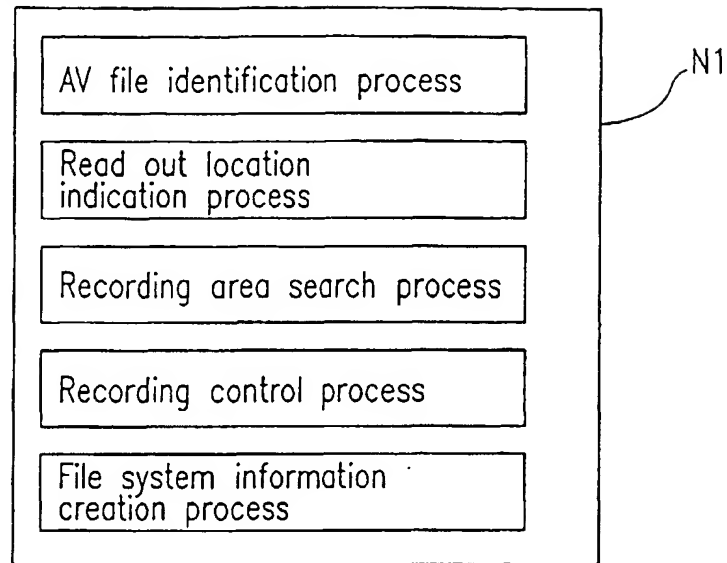 AV file identification process
N1
Read out location
indication process
Recording area search process
Recording control process
File system information
creation process